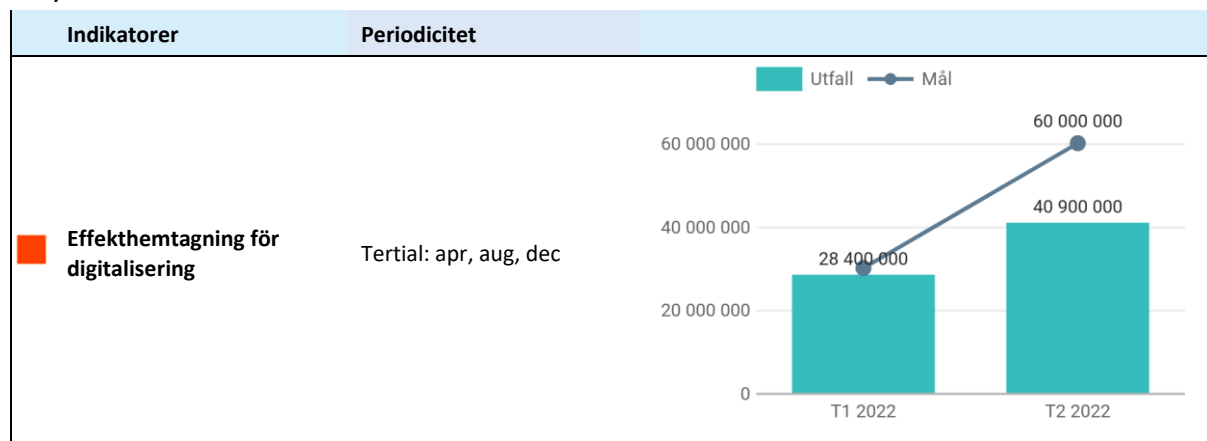 Indikatorer Periodicitet
Utfall Mål
60 000 000
60 000 000
40 900 000
40 000 000
28 400 000
Effekthemtagning för
digitalisering
Tertial: apr, aug, dec
20 000 000
0
T1 2022 T2 2022